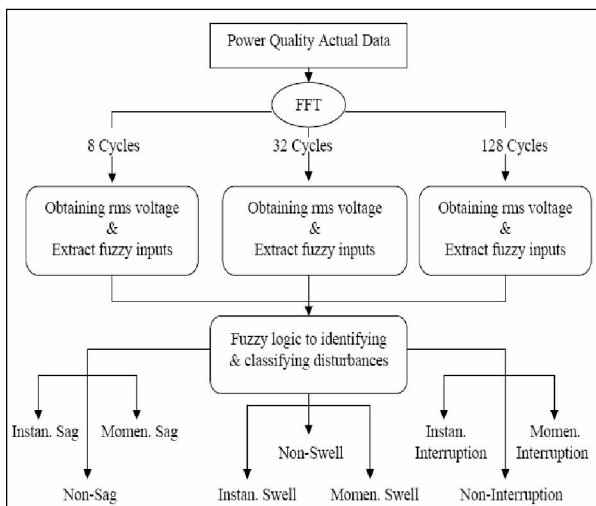 Power Quality Actual Data
FFT
8 Cycles
32 Cycles
128 Cycles
Obtaining rms voltage
&
Extract fuzzy inputs
Obtaining rms voltage
&
Extract fuzzy inputs
Obtaining rms voltage
&
Extract fuzzy inputs
Fuzzy logic to identifying
& classifying disturbances
Instan. Sag
Momen. Sag
Non-Sag
Non-Swell
Instan. Swell
Momen. Swell
Instan.
Interruption
Momen.
Interruption
Non-Interruption